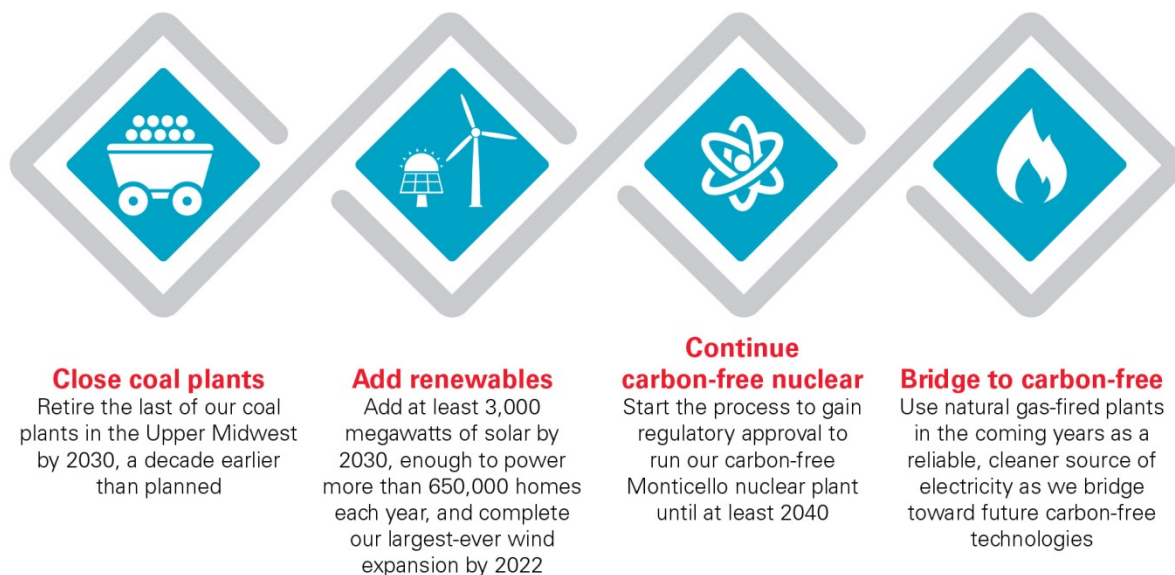 Close coal plants
Retire the last of our coal
plants in the Upper Midwest
by 2030, a decade earlier
than planned
Add renewables
Add at least 3,000
megawatts of solar by
2030, enough to power
more than 650,000 homes
each year, and complete
our largest-ever wind
expansion by 2022
Continue
carbon-free nuclear
Start the process to gain
regulatory approval to
run our carbon-free
Monticello nuclear plant
until at least 2040
Bridge to carbon-free
Use natural gas-fired plants
in the coming years as a
reliable, cleaner source of
electricity as we bridge
toward future carbon-free
technologies